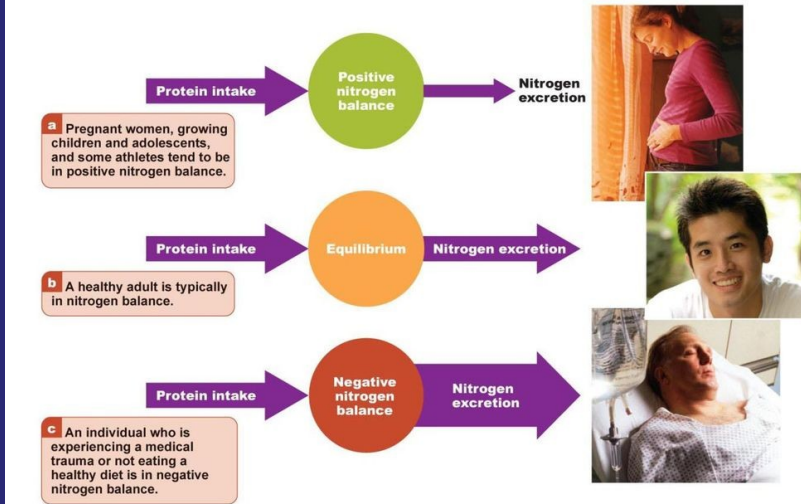 Protein intake
Positive
nitrogen
balance
Nitrogen
excretion
a Pregnant women, growing
children and adolescents,
and some athletes tend to be
in positive nitrogen balance.
Protein intake
Equilibrium
Nitrogen excretion
b A healthy adult is typically
in nitrogen balance.
Protein intake
Negative
nitrogen
balance
Nitrogen
excretion
c An individual who is
experiencing a medical
trauma or not eating a
healthy diet is in negative
nitrogen balance.